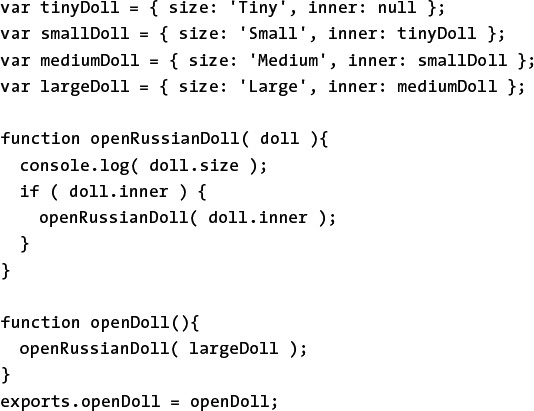 var tinyDoll = { size: 'Tiny', inner: null };
var smallDoll = { size: 'Small', inner: tinyDoll };
var mediumDoll = { size: 'Medium', inner: smallDoll };
var largeDoll = { size: 'Large', inner: mediumDoll };

function openRussianDoll( doll ){
  console.log( doll.size );
  if ( doll.inner ) {
    openRussianDoll( doll.inner );
  }
}

function openDoll(){
  openRussianDoll( largeDoll );
}
exports.openDoll = openDoll;